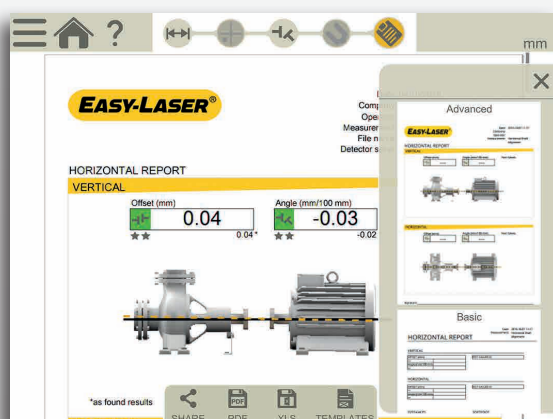 ?
mm
EASY-LASER®
Comp
Ope
Measurem
File n
Detector s
HORIZONTAL REPORT
VERTICAL
Offset (mm)
0.04
0.04 *
Angle (mm/100 mm)
-0.03
-0.02
*as found results
SHARE
PDF
PDF
XLS
TEMPLATES
Advanced
EASY-LASER
HORIZONTAL REPORT
VERTICAL
HORIZONTAL
Basic
HORIZONTAL REPORT
VERTICAL
HORIZONTAL